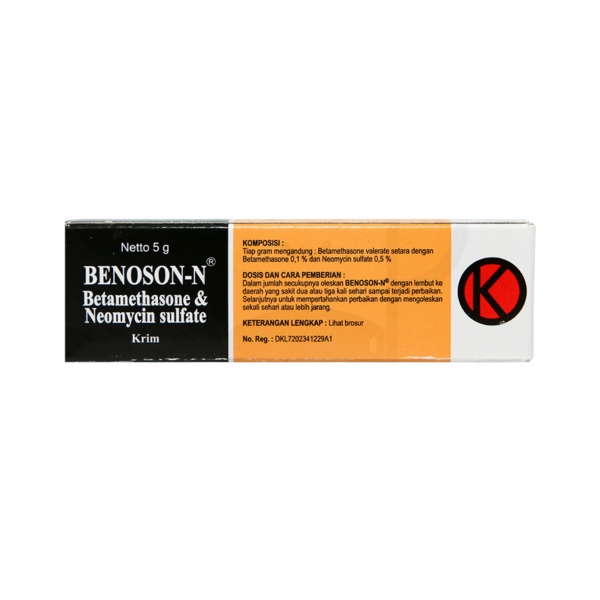 Netto 5 g
BENOSON-N®
Betamethasone &
Neomycin sulfate
Krim
KOMPOSISI :
Tiap gram mengandung : Betamethasone valerate setara dengan
Betamethasone 0,1 % dan Neomycin sulfate 0,5 %
DOSIS DAN CARA PEMBERIAN :
Dalam jumlah secukupnya oleskan BENOSON-N® dengan lembut ke
daerah yang sakit dua atau tiga kali sehari sampai terjadi perbaikan.
Selanjutnya untuk mempertahankan perbaikan dengan mengoleskan
sekali sehari atau lebih jarang.
KETERANGAN LENGKAP : Lihat brosur
No. Reg. : DKL7202341229A1
K